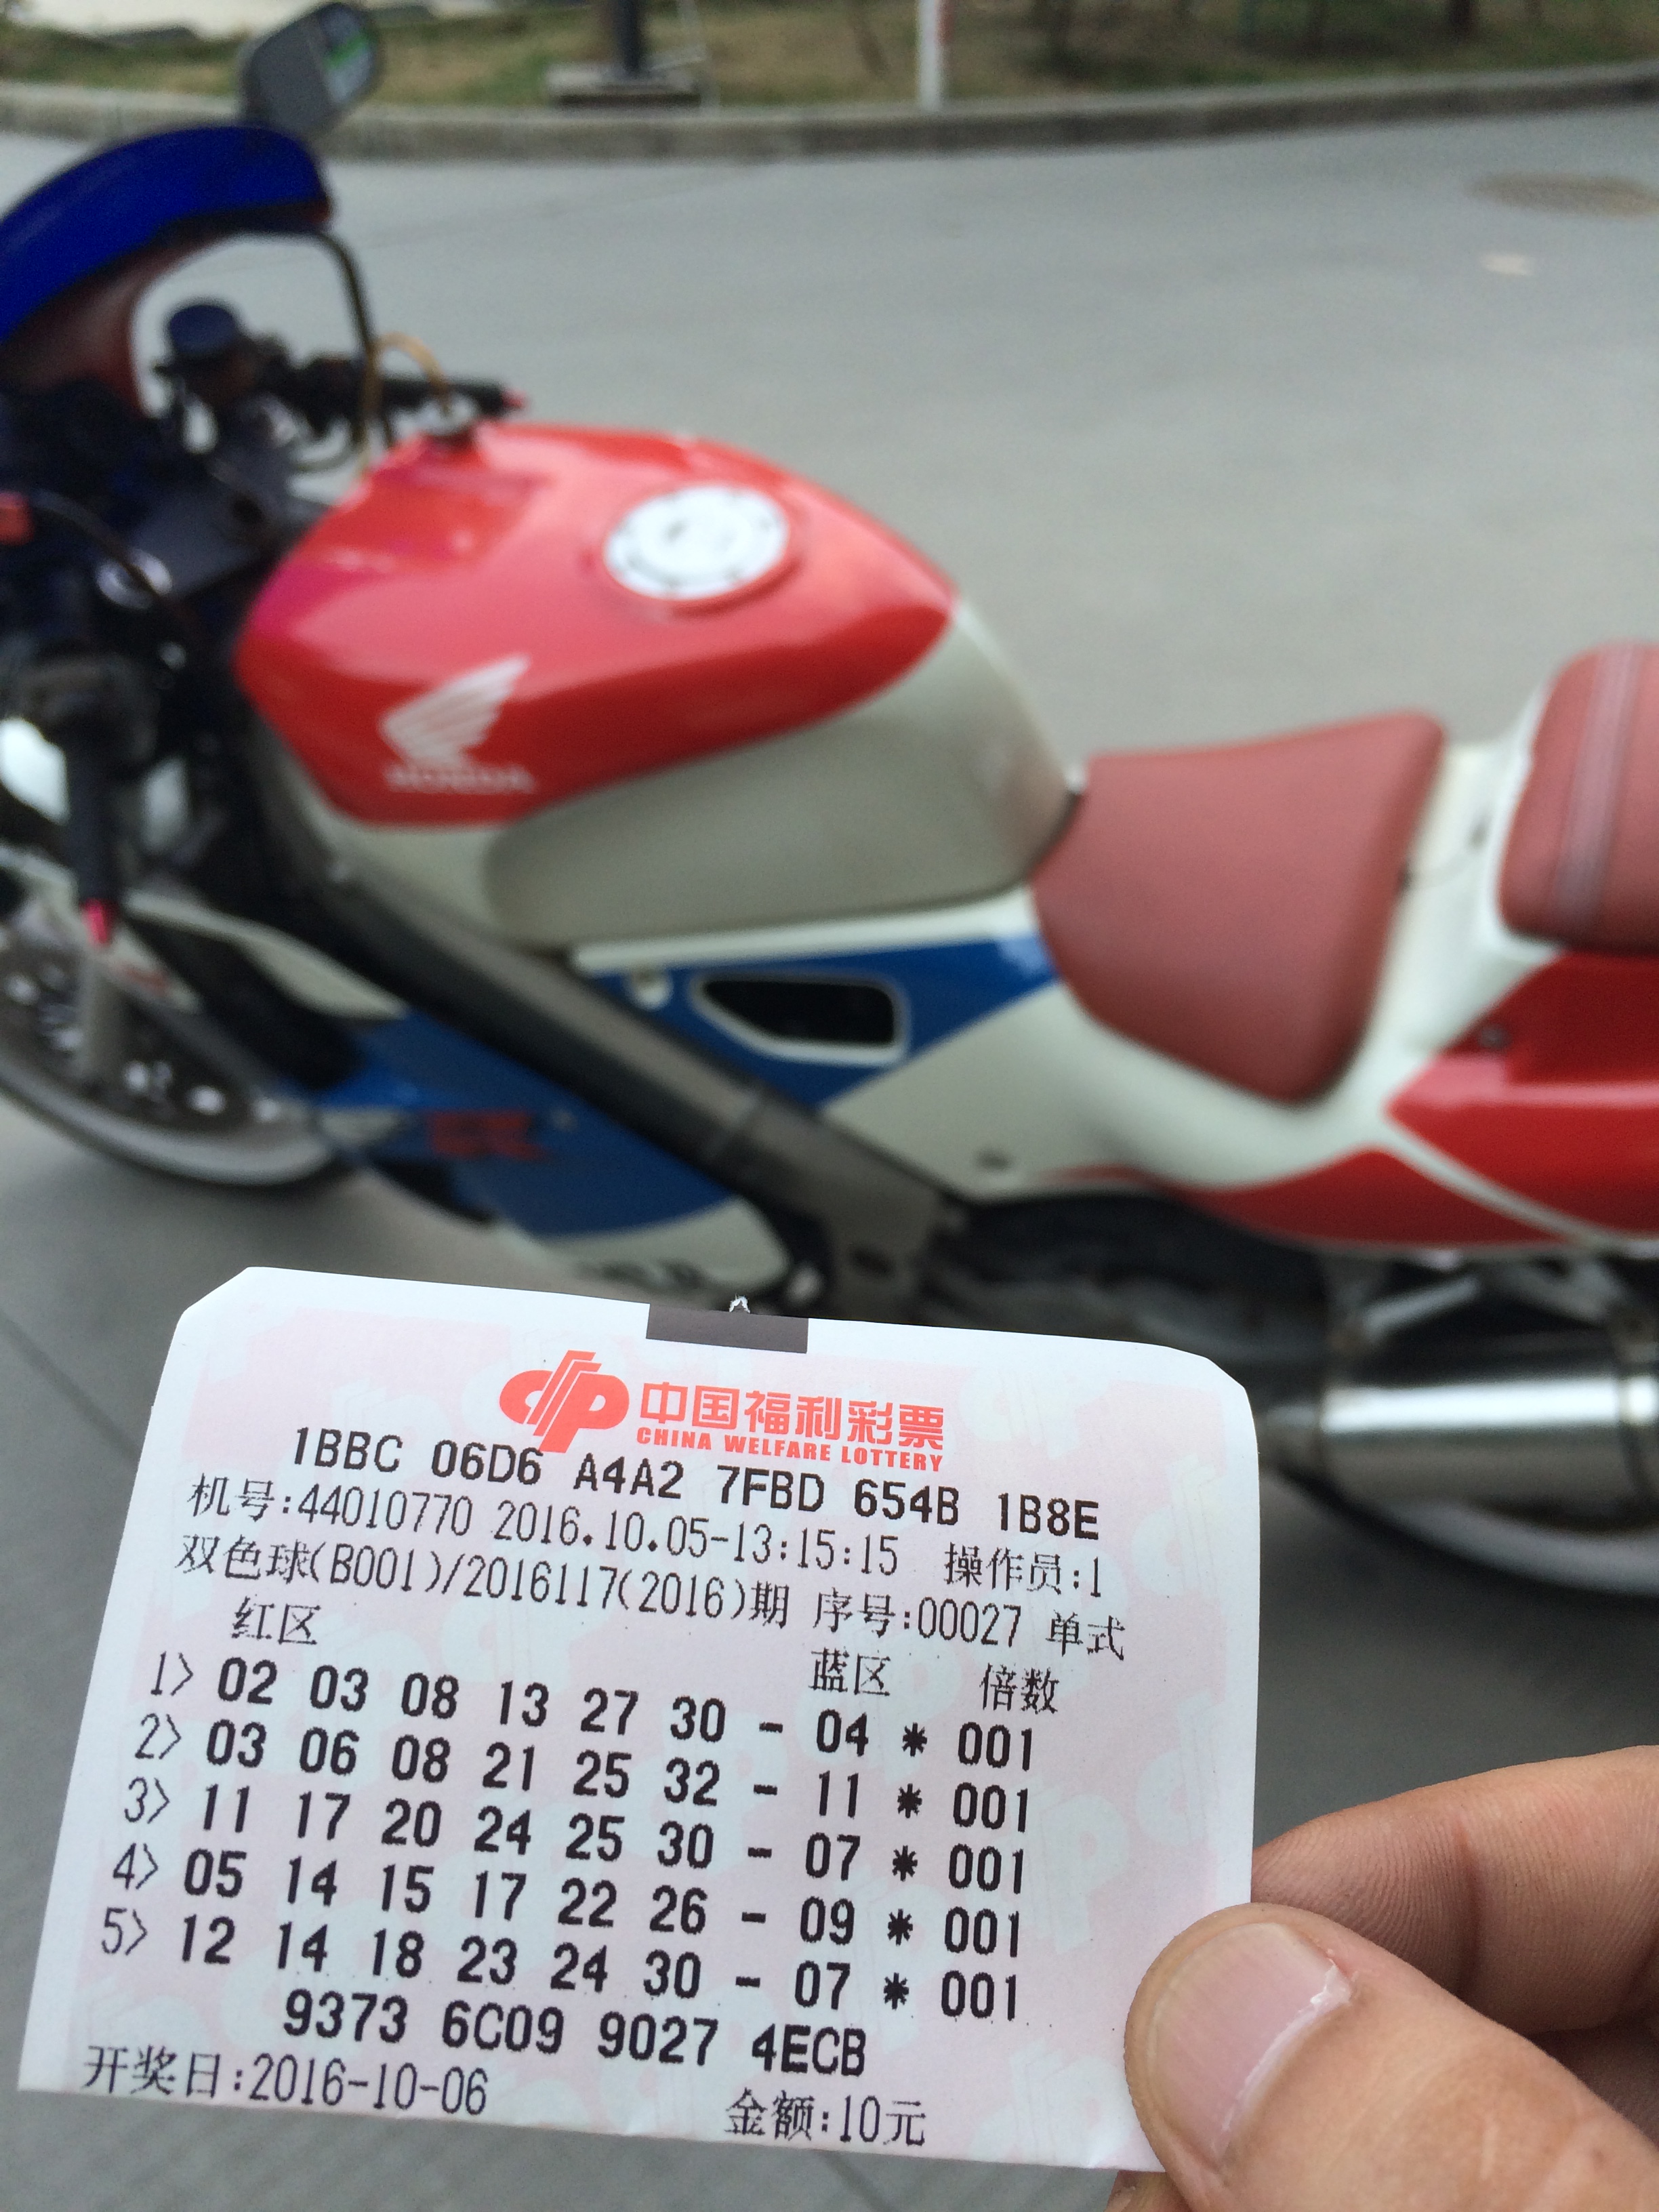 HONDA
中国福利彩票
CHINA WELFARE LOTTERY
1BBC 06D6 A4A2 7FBD 654B 1B8E
机号:44010770 2016.10.05-13:15:15 操作员:1
双色球(B001)/2016117(2016)期 序号:00027 单式
红区 蓝区 倍数
1> 02 03 08 13 27 30 - 04 * 001
2> 03 06 08 21 25 32 - 11 * 001
3> 11 17 20 24 25 30 - 07 * 001
4> 05 14 15 17 22 26 - 09 * 001
5> 12 14 18 23 24 30 - 07 * 001
9373 6C09 9027 4ECB
开奖日:2016-10-06 金额:10元